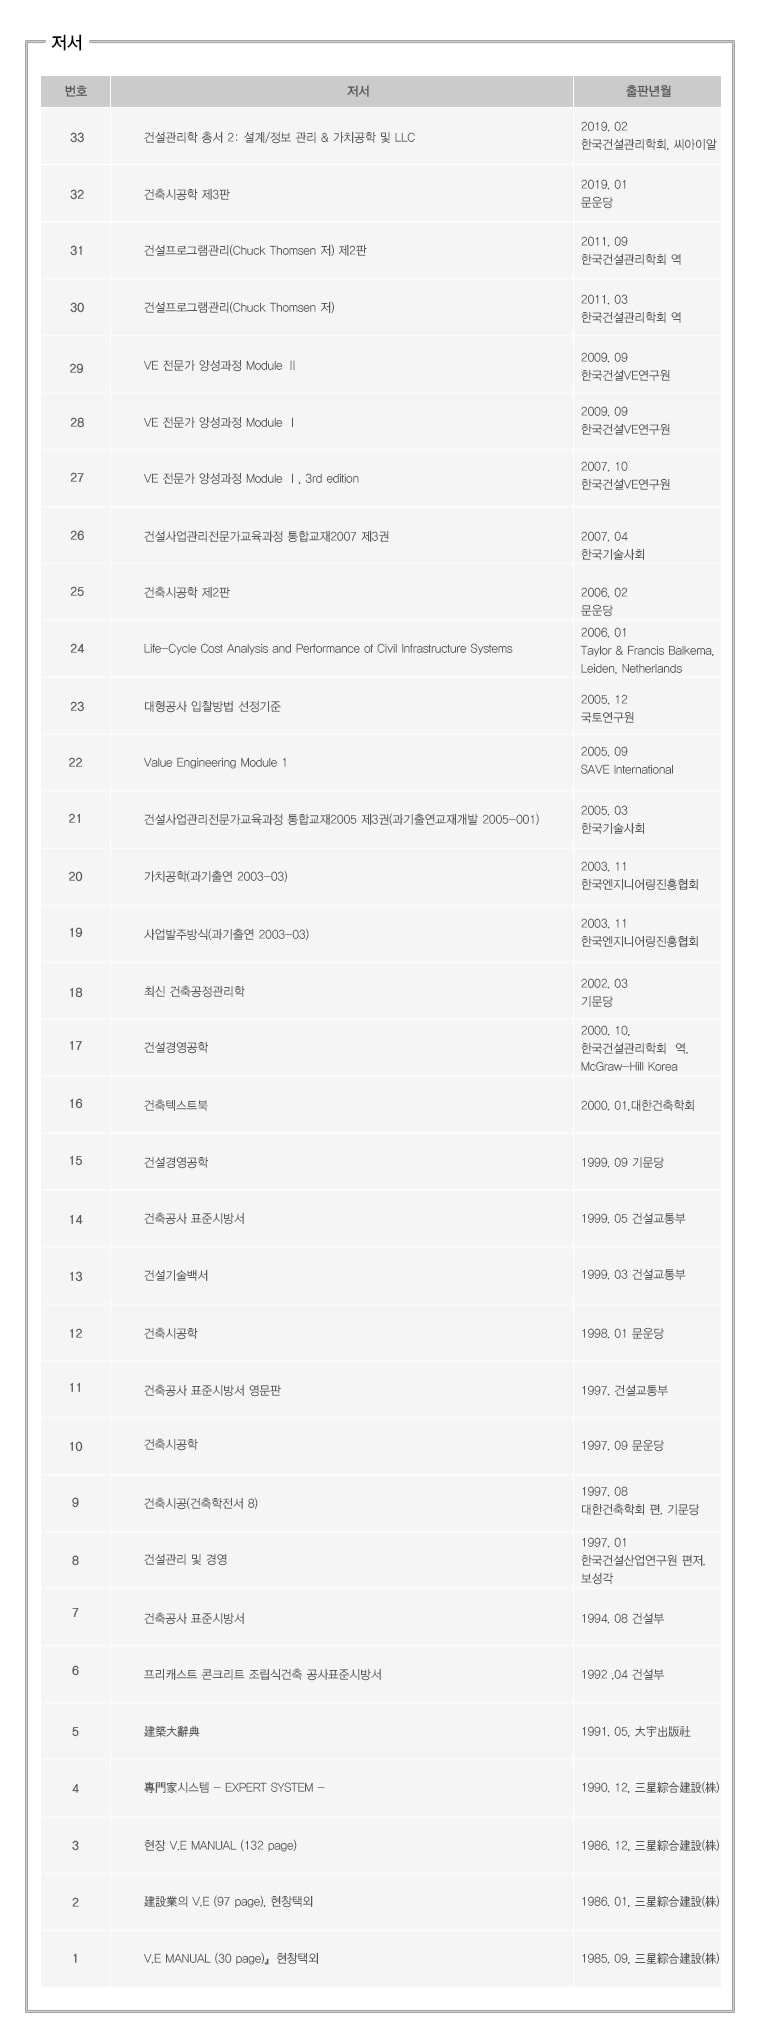 저서
번호 저서 출판년월
33 건설관리학 총서 2: 설계/정보 관리 & 가치공학 및 LLC 2019. 02
한국건설관리학회, 씨아이알
32 건축시공학 제3판 2019. 01
문운당
31 건설프로그램관리(Chuck Thomsen 저) 제2판 2011. 09
한국건설관리학회 역
30 건설프로그램관리(Chuck Thomsen 저) 2011. 03
한국건설관리학회 역
29 VE 전문가 양성과정 Module Ⅱ 2009. 09
한국건설VE연구원
28 VE 전문가 양성과정 Module Ⅰ 2009. 09
한국건설VE연구원
27 VE 전문가 양성과정 Module Ⅰ, 3rd edition 2007. 10
한국건설VE연구원
26 건설사업관리전문가교육과정 통합교재2007 제3권 2007. 04
한국기술사회
25 건축시공학 제2판 2006. 02
문운당
24 Life-Cycle Cost Analysis and Performance of Civil Infrastructure Systems 2006. 01
Taylor & Francis Balkema,
Leiden, Netherlands
23 대형공사 입찰방법 선정기준 2005. 12
국토연구원
22 Value Engineering Module 1 2005. 09
SAVE International
21 건설사업관리전문가교육과정 통합교재2005 제3권(과기출연교재개발 2005-001) 2005. 03
한국기술사회
20 가치공학(과기출연 2003-03) 2003. 11
한국엔지니어링진흥협회
19 사업발주방식(과기출연 2003-03) 2003. 11
한국엔지니어링진흥협회
18 최신 건축공정관리학 2002. 03
기문당
17 건설경영공학 2000. 10,
한국건설관리학회 역,
McGraw-Hill Korea
16 건축텍스트북 2000. 01,대한건축학회
15 건설경영공학 1999. 09 기문당
14 건축공사 표준시방서 1999. 05 건설교통부
13 건설기술백서 1999. 03 건설교통부
12 건축시공학 1998. 01 문운당
11 건축공사 표준시방서 영문판 1997. 건설교통부
10 건축시공학 1997. 09 문운당
9 건축시공(건축학전서 8) 1997. 08
대한건축학회 편, 기문당
8 건설관리 및 경영 1997. 01
한국건설산업연구원 편저,
보성각
7 건축공사 표준시방서 1994. 08 건설부
6 프리캐스트 콘크리트 조립식건축 공사표준시방서 1992 .04 건설부
5 建築大辭典 1991. 05, 大宇出版社
4 專門家시스템 - EXPERT SYSTEM - 1990. 12, 三星綜合建設(株)
3 현장 V.E MANUAL (132 page) 1986. 12, 三星綜合建設(株)
2 建設業의 V.E (97 page), 현창택외 1986. 01, 三星綜合建設(株)
1 V.E MANUAL (30 page)』 현창택외 1985. 09, 三星綜合建設(株)